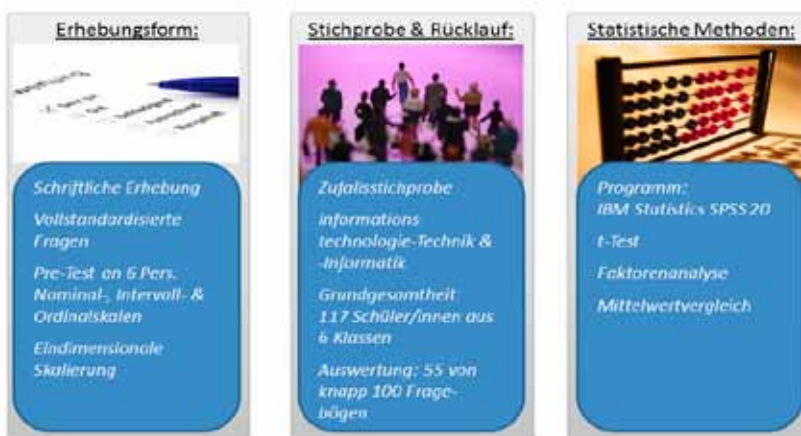 Erhebungsform:
Schriftliche Erhebung
Vollstandardisierte
Fragen
Pre-Test an 6 Pers.
Nominal-, Intervall- &
Ordinalskalen
Eindimensionale
Skalierung
Stichprobe & Rücklauf:
Zufallsstichprobe
Informations
technologie-Technik &
-Informatik
Grundgesamtheit
117 Schüler/innen aus
6 Klassen
Auswertung: 55 von
knapp 100 Frage-
bögen
Statistische Methoden:
Programm:
IBM Statistics SPSS 20
t-Test
Faktorenanalyse
Mittelwertvergleich